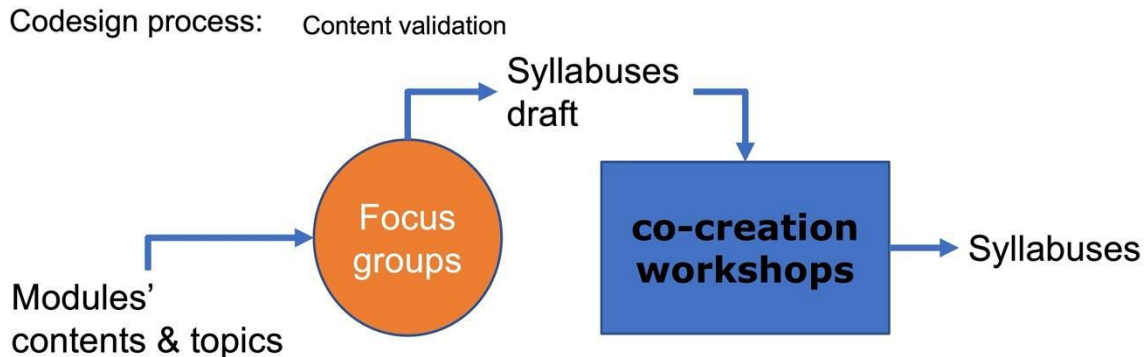 Codesign process: Content validation
Syllabuses
draft
Focus
groups
co-creation
workshops
Syllabuses
Modules’
contents & topics